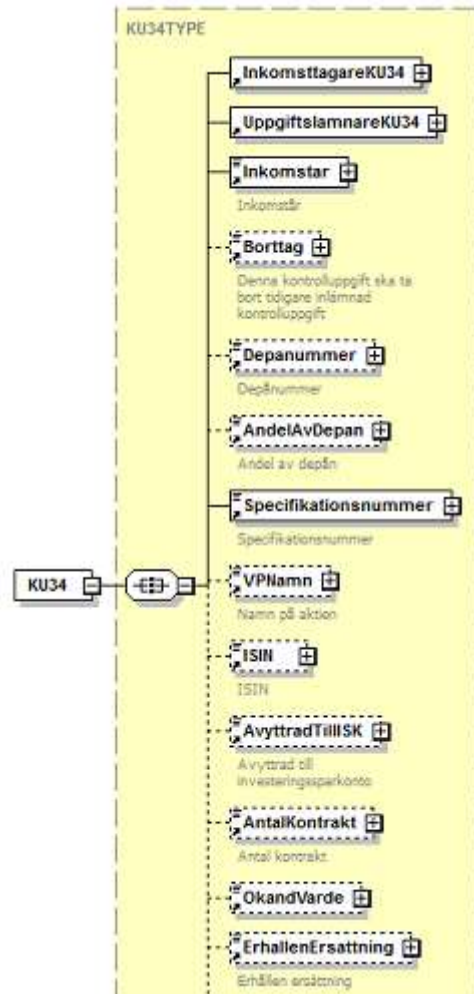 KU34TYPE
InkomsttagareKU34
UppgiftslamnareKU34
Inkomstar
Inkomstår
Borttag
Denna kontrolluppgift ska ta
bort tidigare inlämnad
kontrolluppgift
Depanummer
Depånummer
AndelAvDepan
Andel av depån
Specifikationsnummer
Specifikationsnummer
KU34
VPNamn
Namn på aktien
ISIN
ISIN
AvyttradTillISK
Avyttrad till
investeringssparkonto
AntalKontrakt
Antal kontrakt
OkandVarde
ErhallenErsattning
Erhållen ersättning